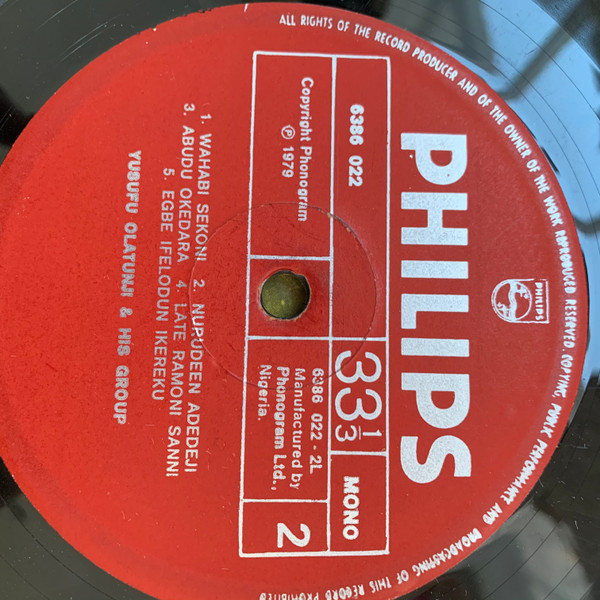 ALL RIGHTS OF THE RECORD PRODUCER AND OF THE OWNER OF THE WORK REPRODUCED RESERVED. COPYING, PUBLIC PERFORMANCE AND BROADCASTING OF THIS RECORD PROHIBITED
PHILIPS
PHILIPS
6386 022
33 1/3
MONO
Copyright Phonogram
℗ 1979
6386 022 - 2L
Manufactured by
Phonogram Ltd.,
Nigeria.
2
1. WAHABI SEKONI 2. NURUDEEN ADEDEJI
3. ABUDU OKEDARA 4. LATE RAMONI SANNI
5. EGBE IFELODUN IKEREKU
YUSUFU OLATUNJI & HIS GROUP